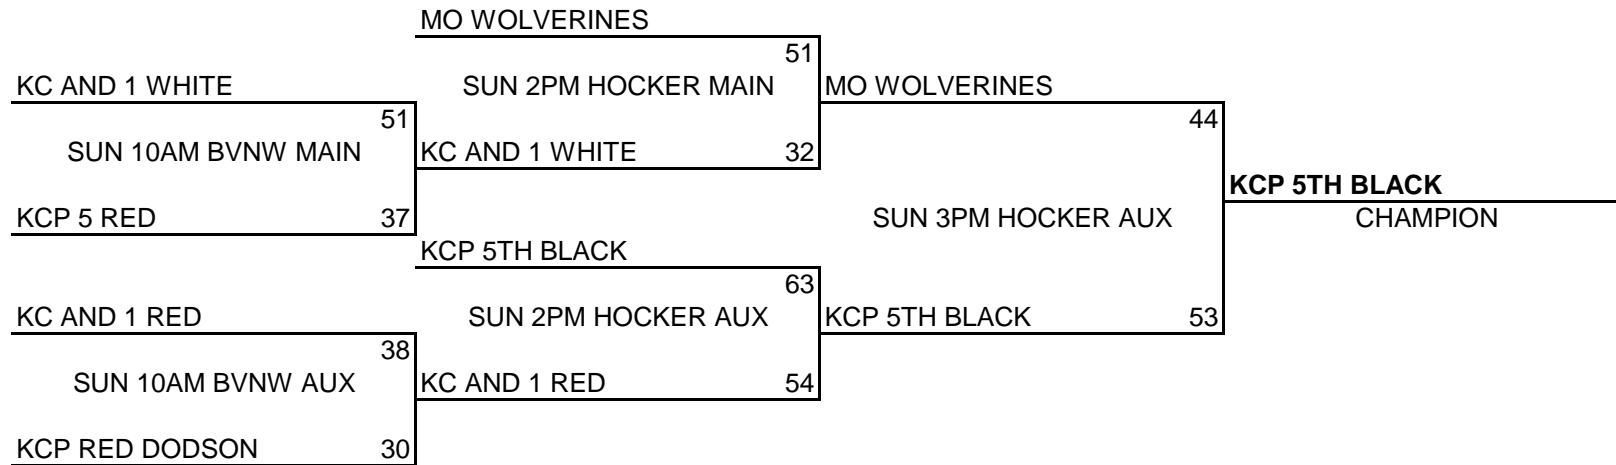 MO WOLVERINES
51
KC AND 1 WHITE
SUN 2PM HOCKER MAIN
MO WOLVERINES
51
44
SUN 10AM BVNW MAIN
KC AND 1 WHITE
32
KCP 5TH BLACK
KCP 5 RED
37
SUN 3PM HOCKER AUX
CHAMPION
KCP 5TH BLACK
63
KC AND 1 RED
SUN 2PM HOCKER AUX
KCP 5TH BLACK
53
38
SUN 10AM BVNW AUX
KC AND 1 RED
54
KCP RED DODSON
30